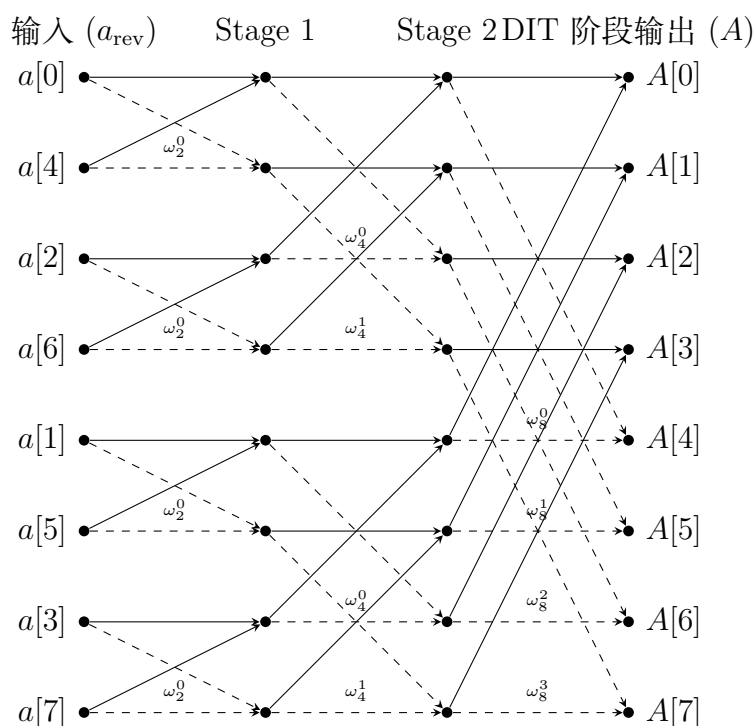 输入 (a_rev) Stage 1 Stage 2 DIT 阶段输出 (A)
a[0] A[0]
ω_2^0
a[4] A[1]
ω_4^0
a[2] A[2]
ω_2^0 ω_4^1
a[6] A[3]
ω_8^0
a[1] A[4]
ω_2^0 ω_8^1
a[5] A[5]
ω_4^0 ω_8^2
a[3] A[6]
ω_2^0 ω_4^1 ω_8^3
a[7] A[7]